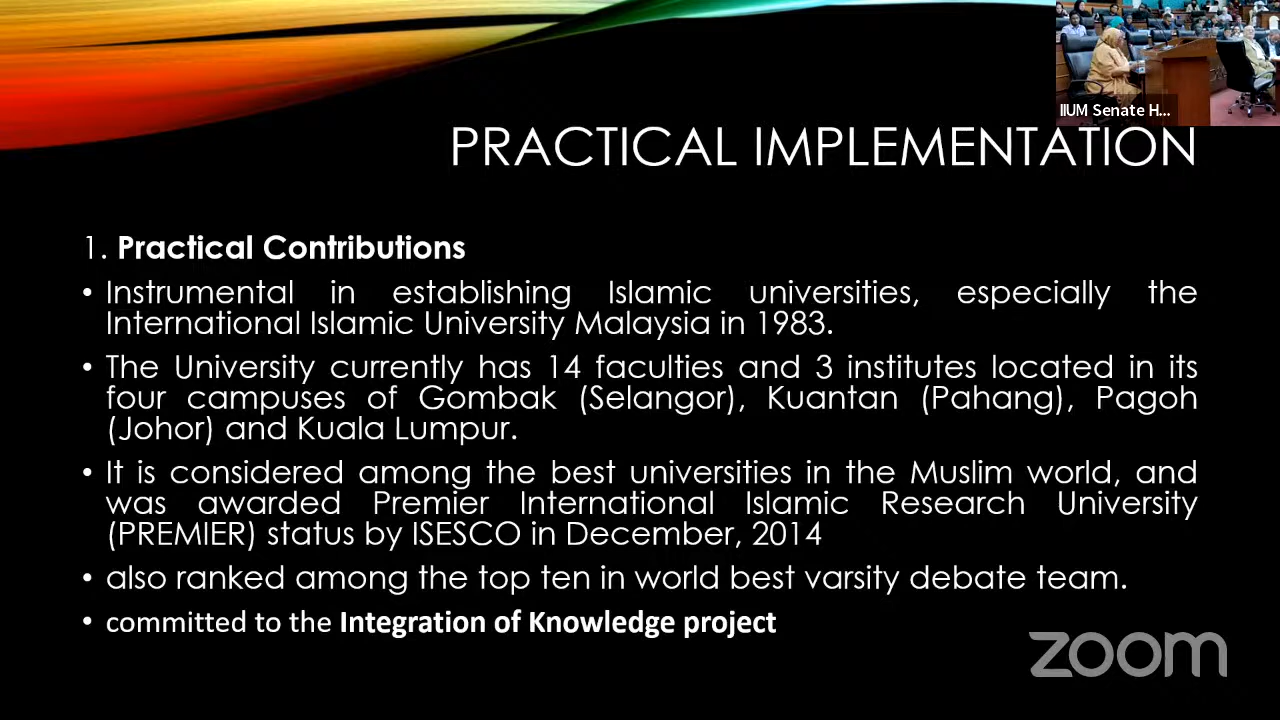 IIUM Senate H...
PRACTICAL IMPLEMENTATION
1. Practical Contributions
• Instrumental in establishing Islamic universities, especially the
International Islamic University Malaysia in 1983.
• The University currently has 14 faculties and 3 institutes located in its
four campuses of Gombak (Selangor), Kuantan (Pahang), Pagoh
(Johor) and Kuala Lumpur.
• It is considered among the best universities in the Muslim world, and
was awarded Premier International Islamic Research University
(PREMIER) status by ISESCO in December, 2014
• also ranked among the top ten in world best varsity debate team.
• committed to the Integration of Knowledge project
zoom